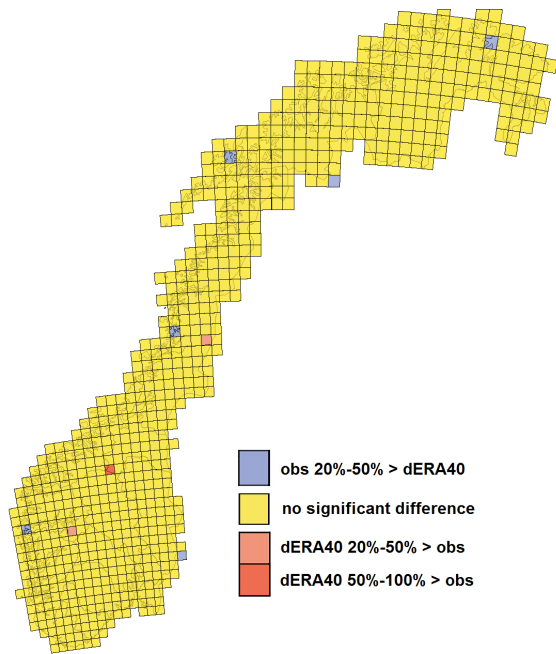 obs 20%-50% > dERA40
no significant difference
dERA40 20%-50% > obs
dERA40 50%-100% > obs